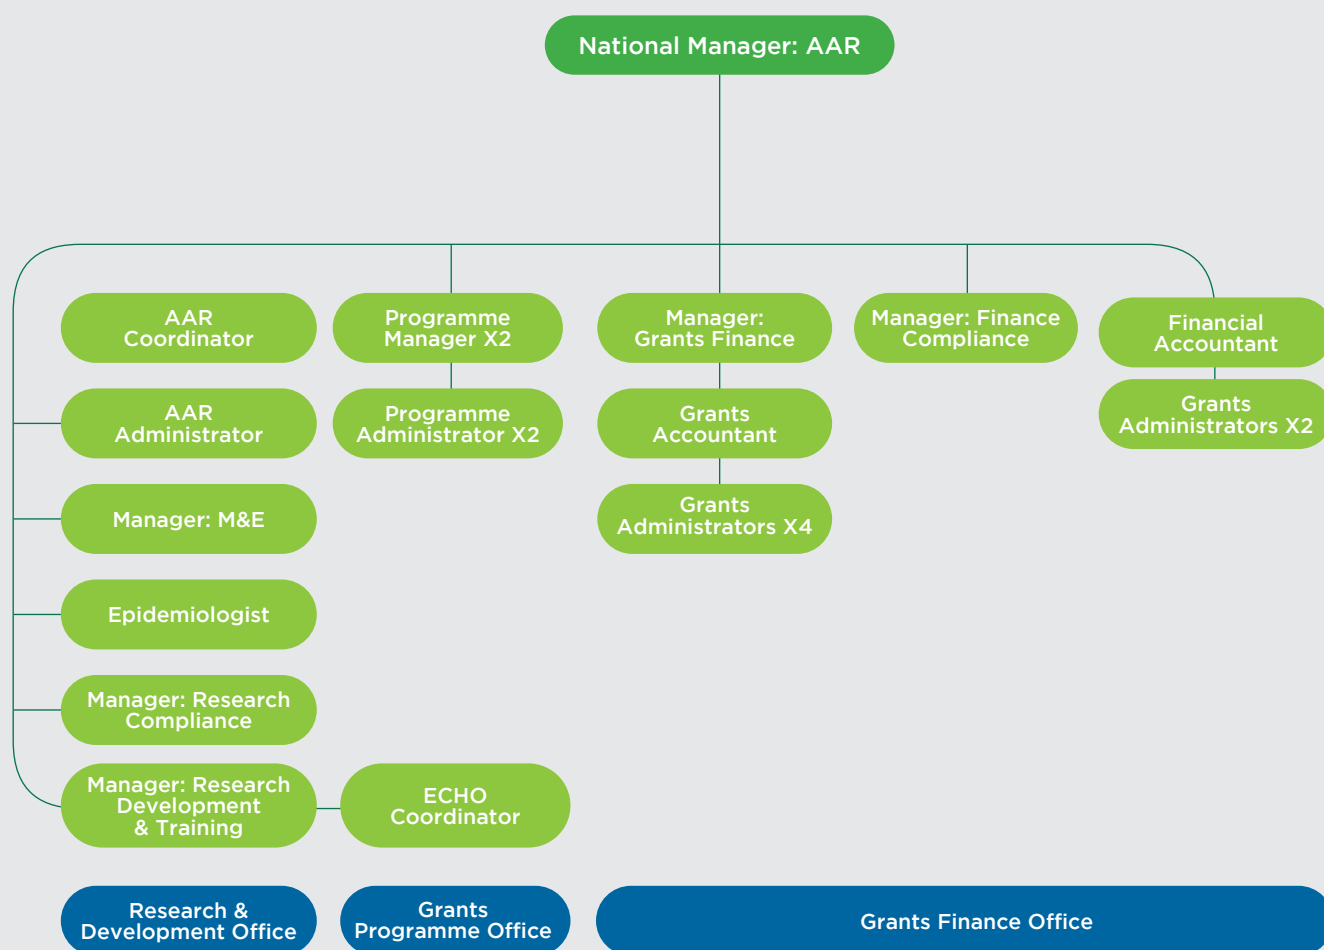 National Manager: AAR
AAR
Coordinator
Programme
Manager X2
Manager:
Grants Finance
Manager: Finance
Compliance
Financial
Accountant
AAR
Administrator
Programme
Administrator X2
Grants
Accountant
Grants
Administrators X2
Manager: M&E
Grants
Administrators X4
Epidemiologist
Manager: Research
Compliance
Manager: Research
Development
& Training
ECHO
Coordinator
Research &
Development Office
Grants
Programme Office
Grants Finance Office